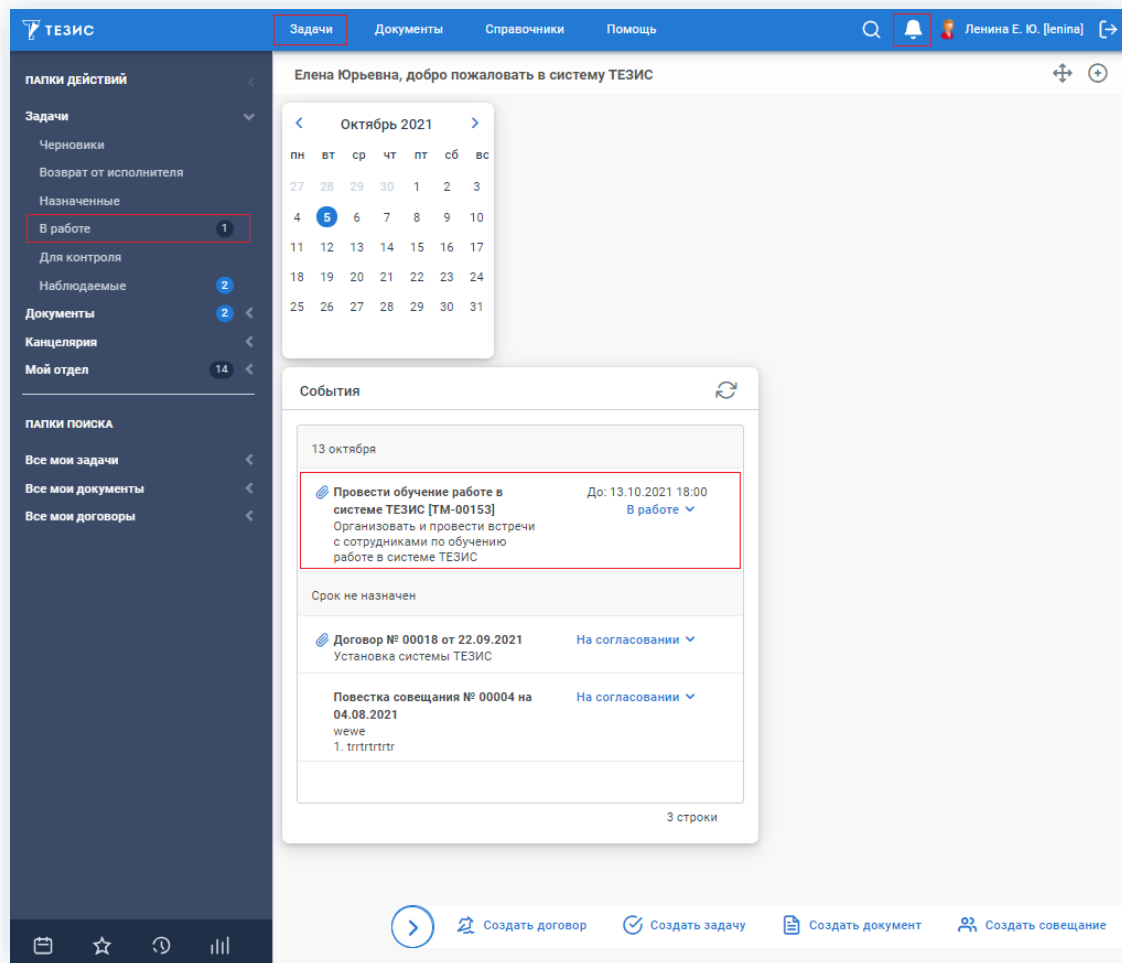 ТЕЗИС
Задачи Документы Справочники Помощь
Ленина Е. Ю. [lenina]
ПАПКИ ДЕЙСТВИЙ
Задачи
Черновики
Возврат от исполнителя
Назначенные
В работе 1
Для контроля
Наблюдаемые 2
Документы 2
Канцелярия
Мой отдел 14
ПАПКИ ПОИСКА
Все мои задачи
Все мои документы
Все мои договоры
Елена Юрьевна, добро пожаловать в систему ТЕЗИС
Октябрь 2021
пн вт ср чт пт сб вс
27 28 29 30 1 2 3
4 5 6 7 8 9 10
11 12 13 14 15 16 17
18 19 20 21 22 23 24
25 26 27 28 29 30 31
События
13 октября
Провести обучение работе в До: 13.10.2021 18:00
системе ТЕЗИС [ТМ-00153] В работе
Организовать и провести встречи
с сотрудниками по обучению
работе в системе ТЕЗИС
Срок не назначен
Договор № 00018 от 22.09.2021 На согласовании
Установка системы ТЕЗИС
Повестка совещания № 00004 на На согласовании
04.08.2021
wewe
1. trrtrtrtrtr
3 строки
Создать договор Создать задачу Создать документ Создать совещание